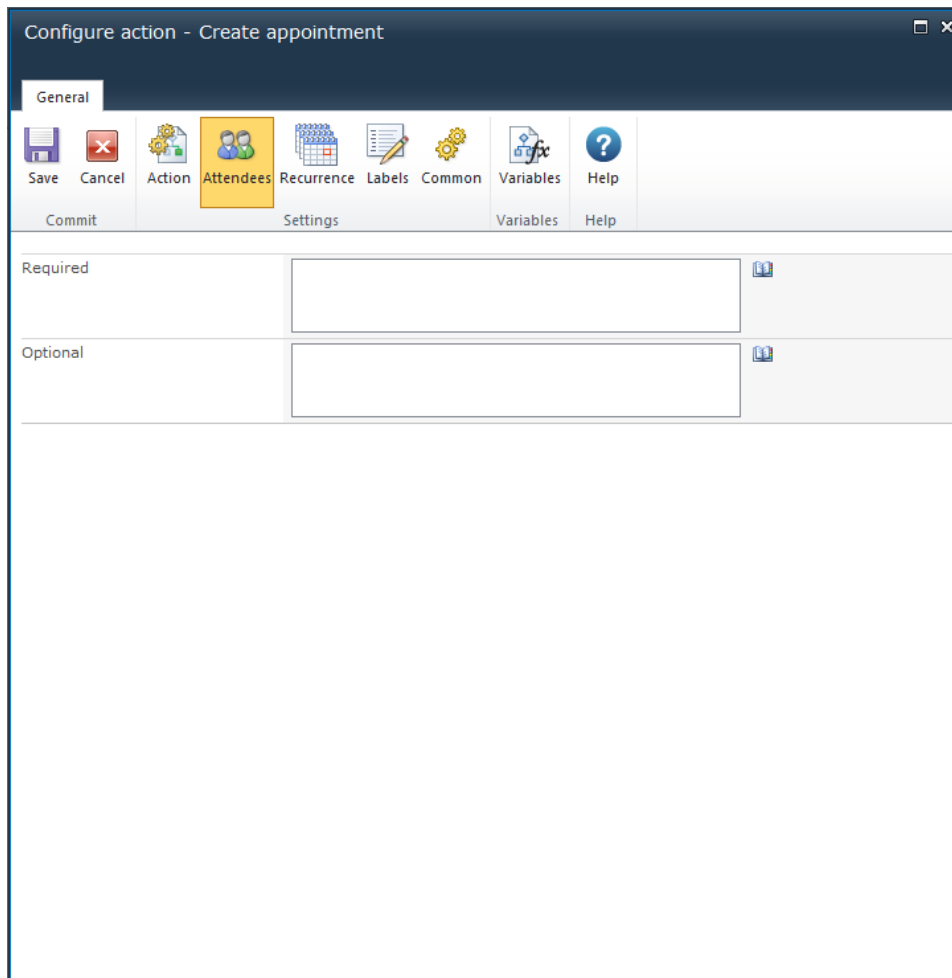 Configure action - Create appointment
General
Save Cancel Action Attendees Recurrence Labels Common Variables Help
Commit Settings Variables Help
Required
Optional